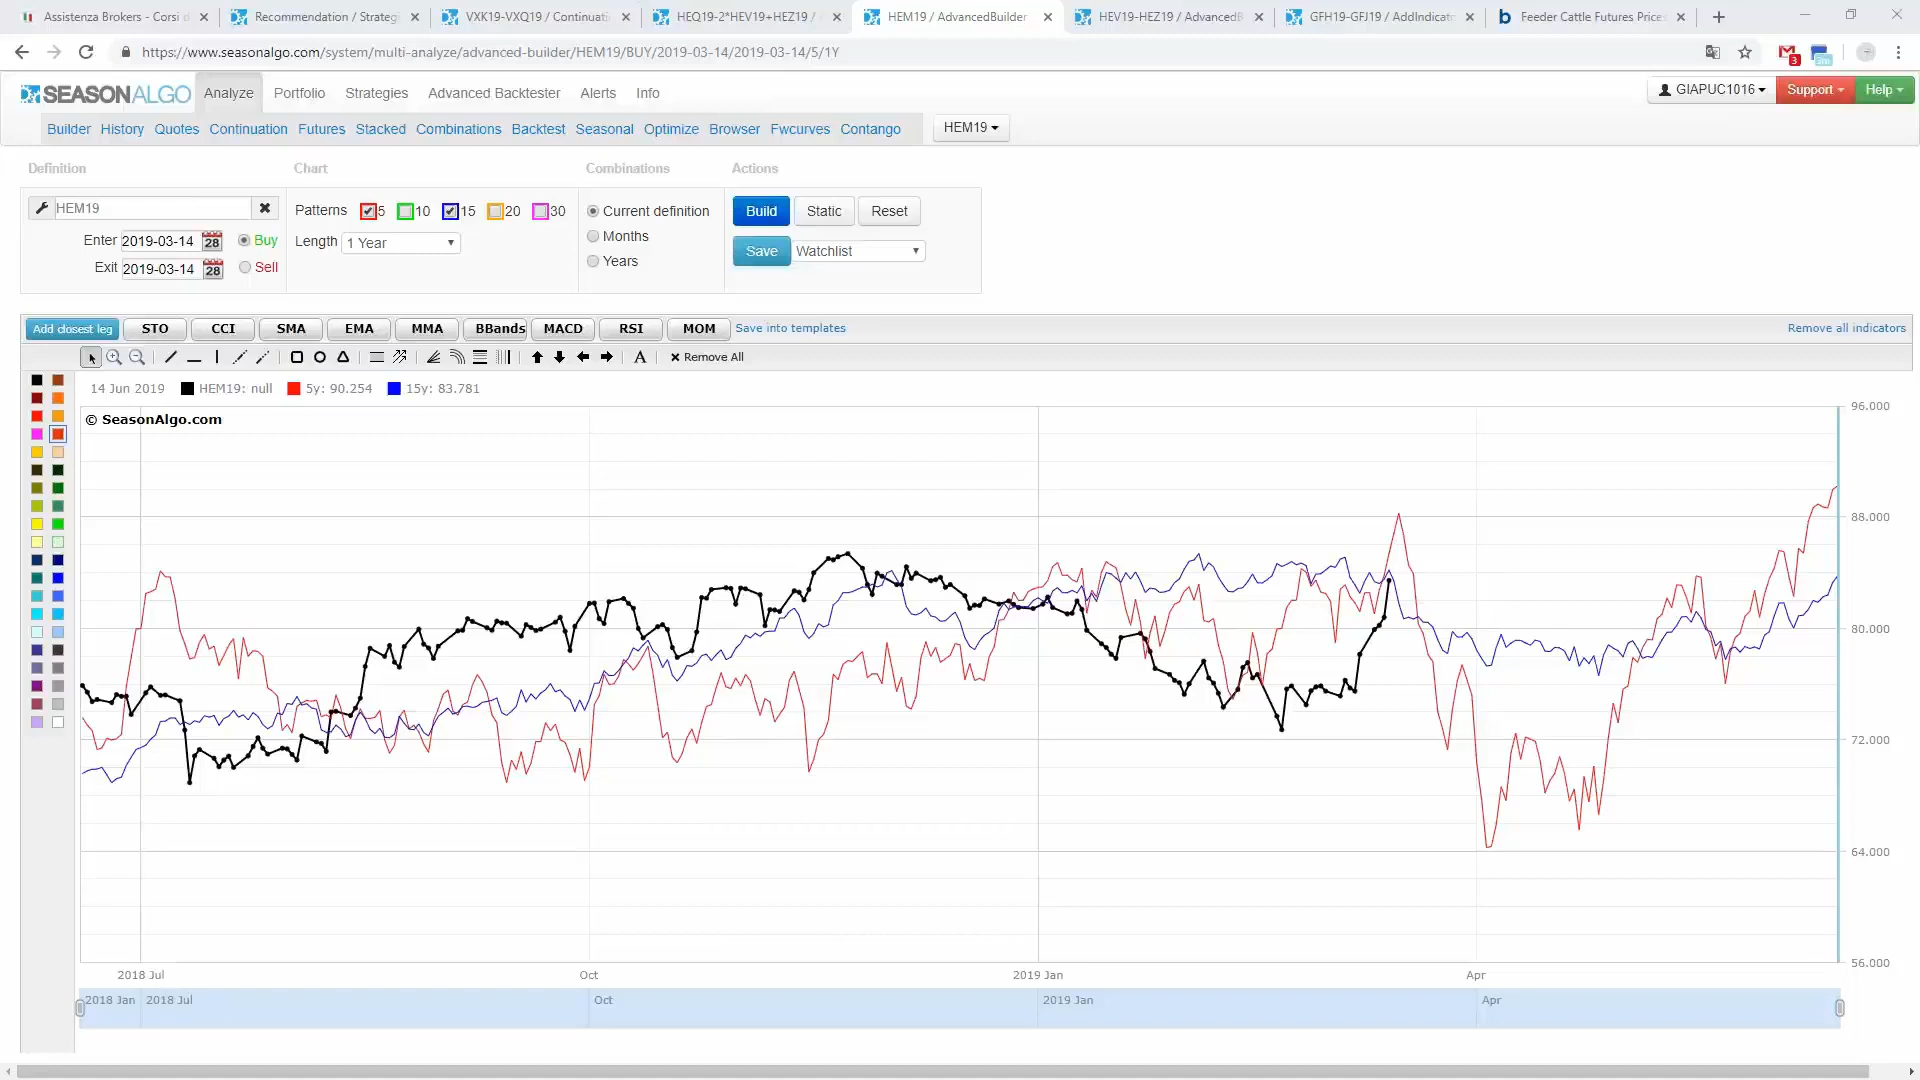 Assistenza Brokers - Corsi d
Recommendation / Strateg
VXK19-VXQ19 / Continuati
HEQ19-2*HEV19+HEZ19 /
HEM19 / AdvancedBuilder
HEV19-HEZ19 / AdvancedB
GFH19-GFJ19 / AddIndicato
Feeder Cattle Futures Price
https://www.seasonalgo.com/system/multi-analyze/advanced-builder/HEM19/BUY/2019-03-14/2019-03-14/5/1Y
3
SEASONALGO
Analyze
Portfolio
Strategies
Advanced Backtester
Alerts
Info
GIAPUC1016
Support
Help
Builder
History
Quotes
Continuation
Futures
Stacked
Combinations
Backtest
Seasonal
Optimize
Browser
Fwcurves
Contango
HEM19
Definition
Chart
Combinations
Actions
HEM19
Patterns
5
10
15
20
30
Current definition
Build
Static
Reset
Enter
2019-03-14
28
Buy
Length
1 Year
Months
Save
Watchlist
Exit
2019-03-14
28
Sell
Years
Add closest leg
STO
CCI
SMA
EMA
MMA
BBands
MACD
RSI
MOM
Save into templates
Remove all indicators
A
Remove All
14 Jun 2019
HEM19: null
5y: 90.254
15y: 83.781
© SeasonAlgo.com
96.000
88.000
80.000
72.000
64.000
56.000
2018 Jul
Oct
2019 Jan
Apr
2018 Jan
2018 Jul
Oct
2019 Jan
Apr